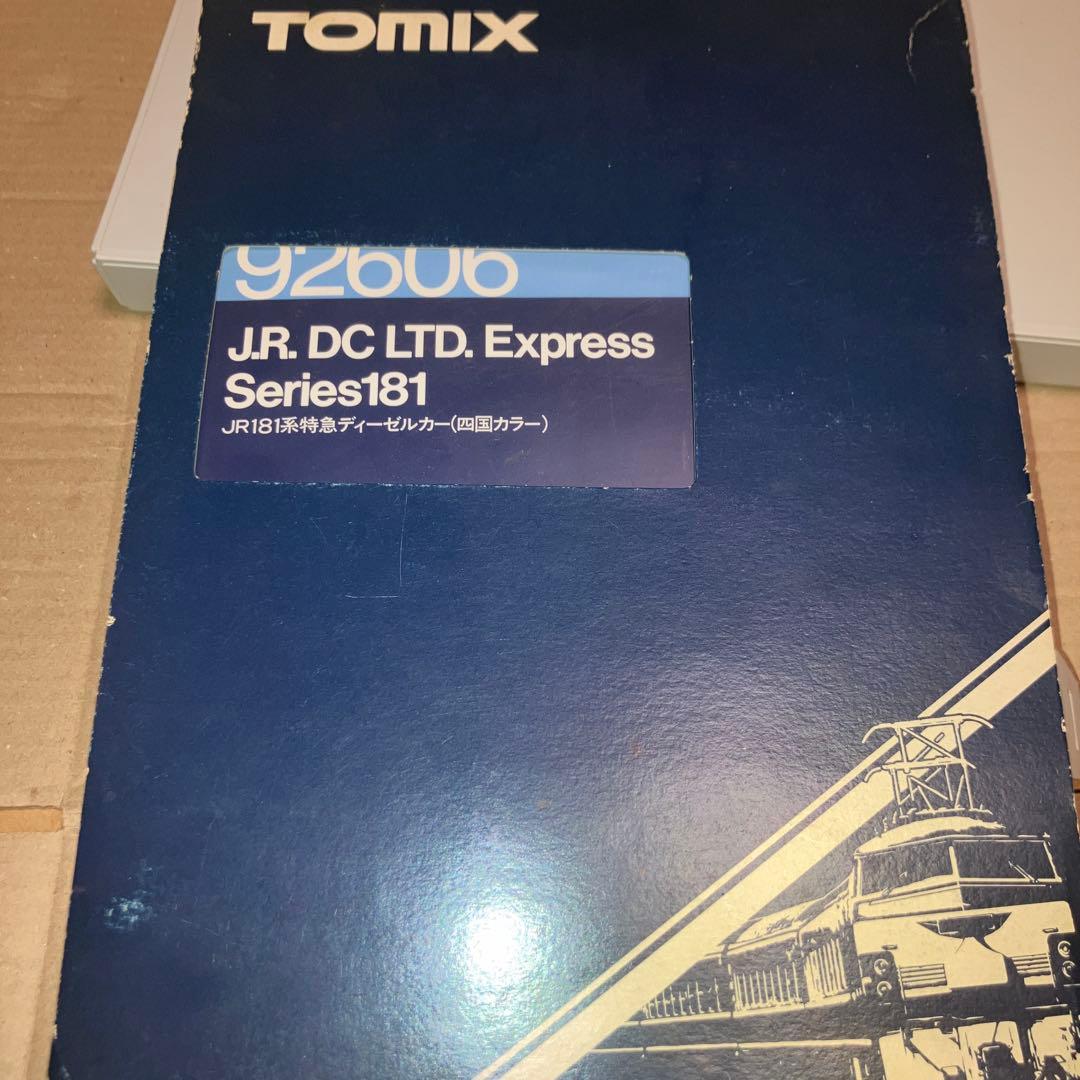 TOMIX
92606
J.R. DC LTD. Express
Series181
JR181系特急ディーゼルカー(四国カラー)